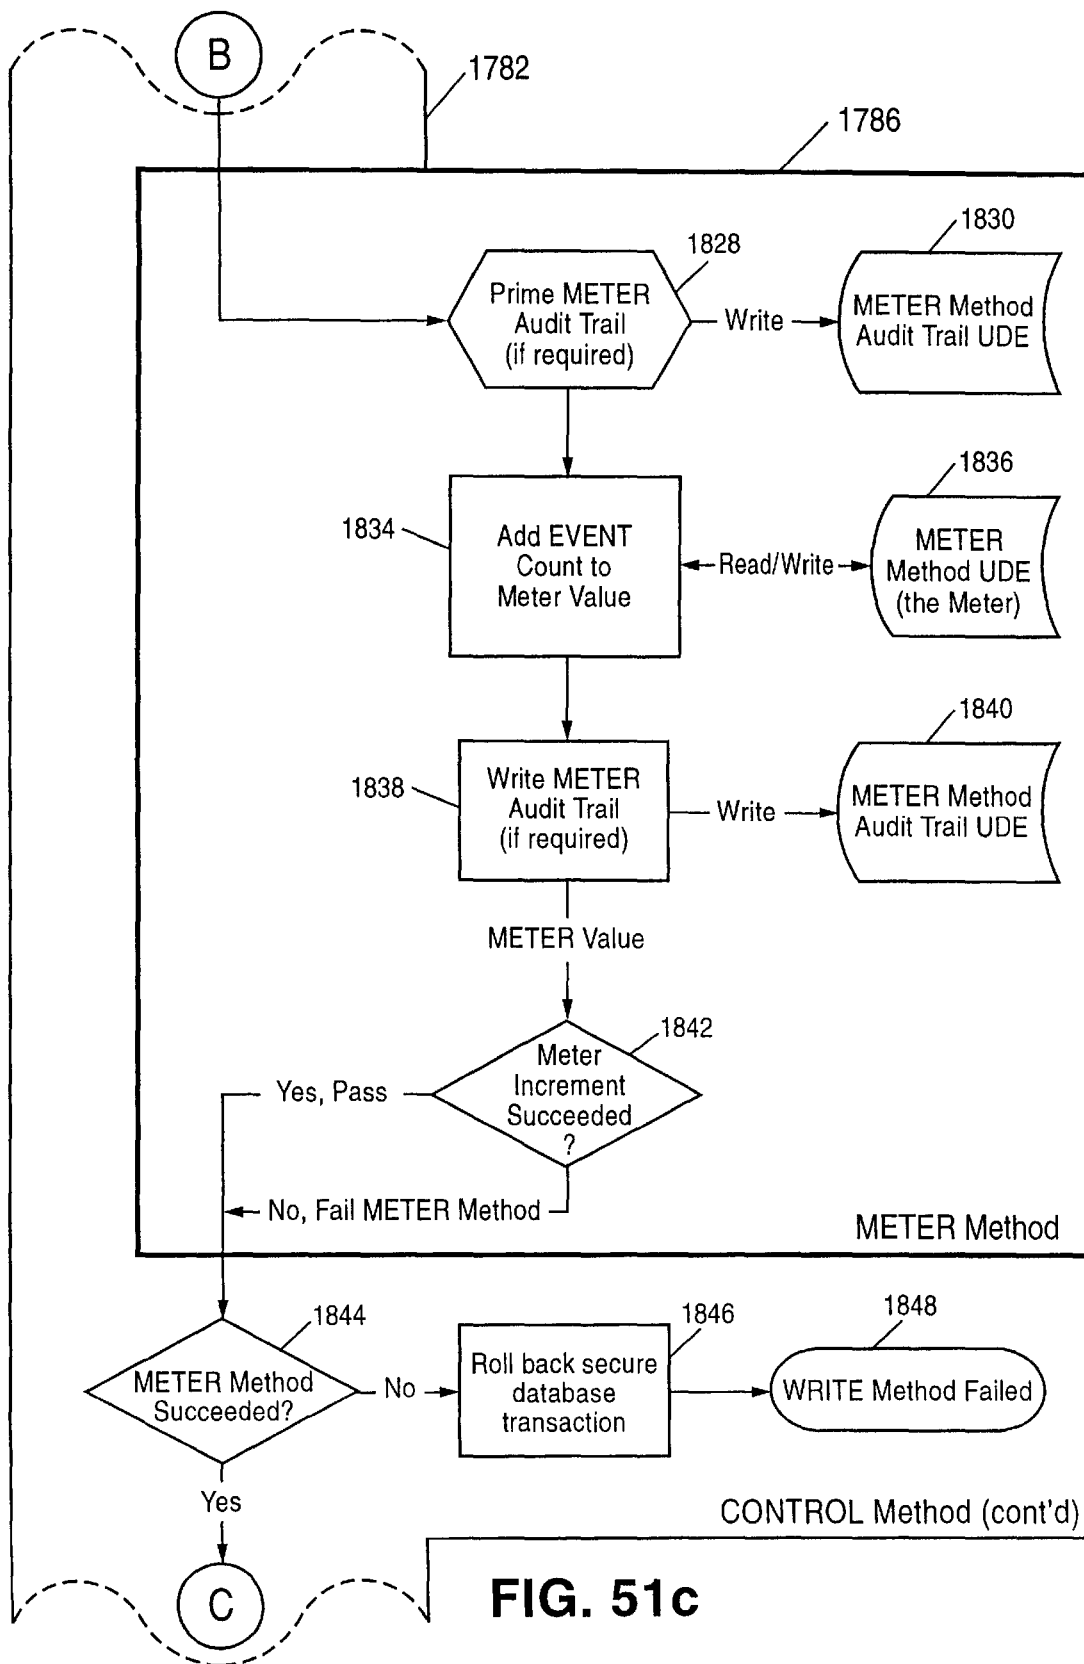 B
1782
1786
1828
1830
Prime METER
Audit Trail
(if required)
Write
METER Method
Audit Trail UDE
1834
Add EVENT
Count to
Meter Value
Read/Write
1836
METER
Method UDE
(the Meter)
1838
Write METER
Audit Trail
(if required)
Write
1840
METER Method
Audit Trail UDE
METER Value
1842
Meter
Increment
Succeeded
?
Yes, Pass
No, Fail METER Method
METER Method
1844
METER Method
Succeeded?
No
1846
Roll back secure
database
transaction
1848
WRITE Method Failed
Yes
CONTROL Method (cont'd)
C
FIG. 51c